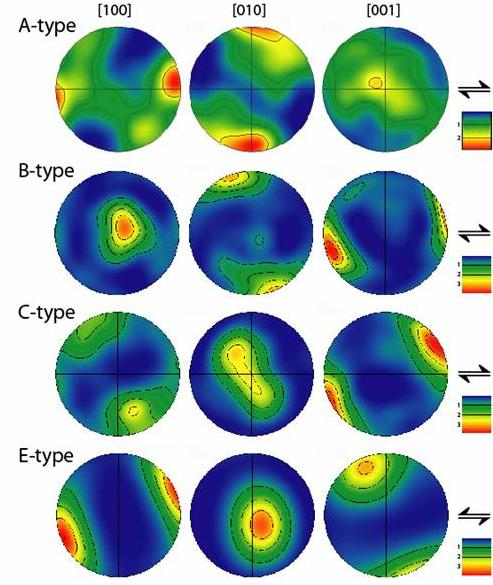 [100] [010] [001]
A-type
1
2
B-type
1
2
3
C-type
1
2
3
E-type
1
2
3